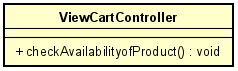 ViewCartController
+ checkAvailabilityofProduct() : void